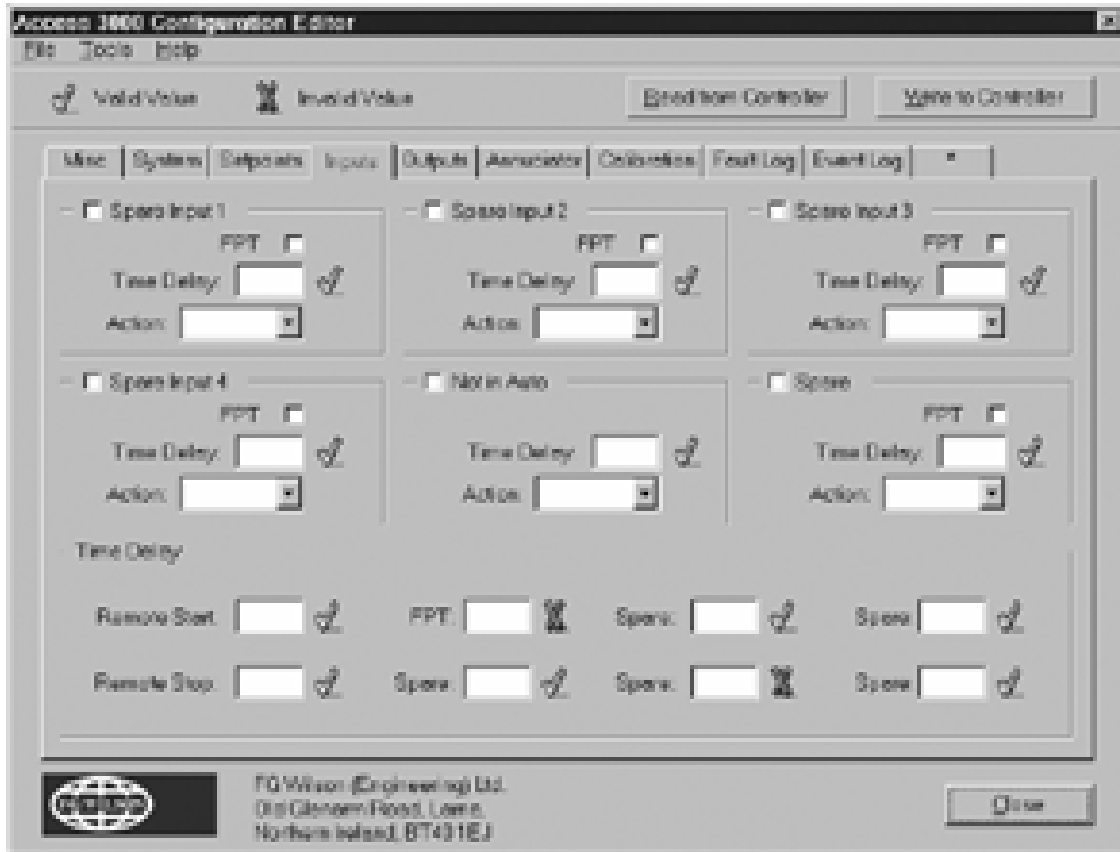 Access 3000 Configuration Editor
File Tools Help
Valid Value Invalid Value Read from Controller Write to Controller
Misc System Setpoints Inputs Outputs Annuciator Calibration Fault Log Event Log *
Spare Input 1 Spare Input 2 Spare Input 3
FPT FPT FPT
Time Delay: Time Delay: Time Delay:
Action: Action: Action:
Spare Input 4 Not in Auto Spare
FPT FPT
Time Delay: Time Delay: Time Delay:
Action: Action: Action:
Time Delay
Remote Start: FPT: Spare: Spare
Remote Stop: Spare: Spare: Spare
FG Wilson (Engineering) Ltd.
Old Glenarm Road, Larne,
Northern Ireland, BT401EJ
Close